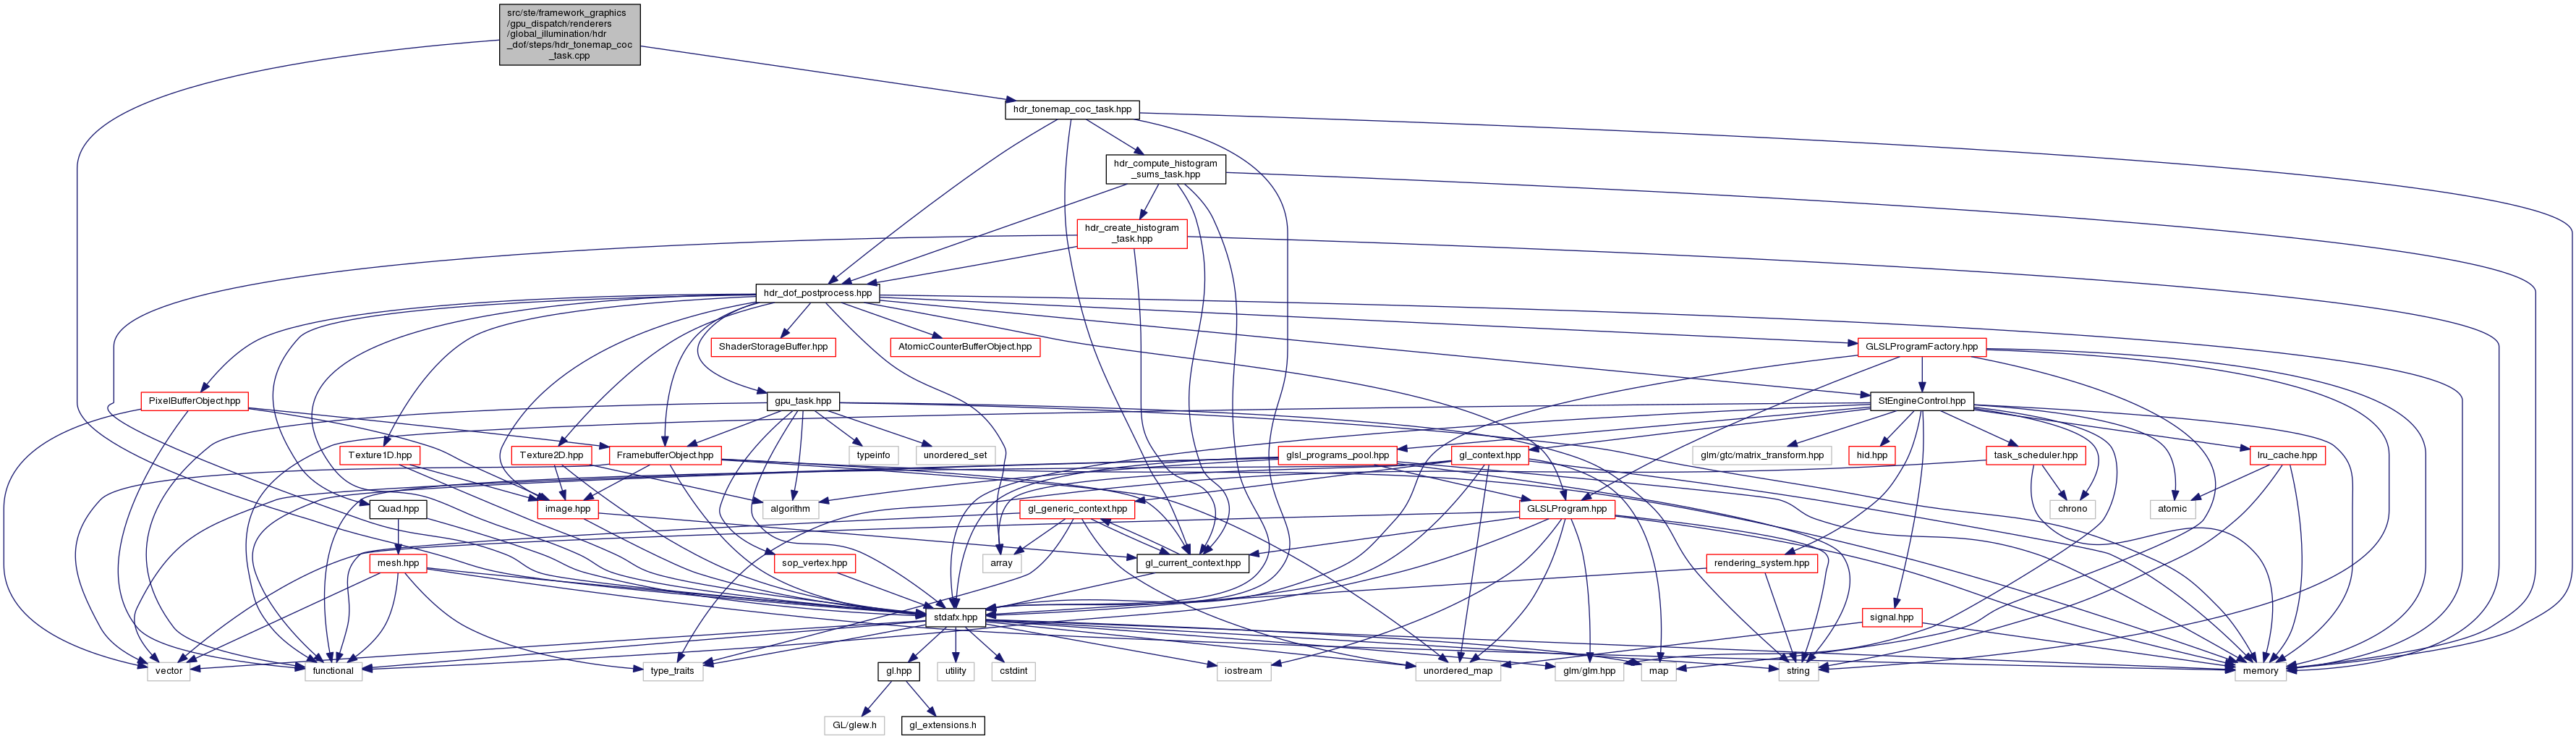 src/ste/framework_graphics
/gpu_dispatch/renderers
/global_illumination/hdr
_dof/steps/hdr_tonemap_coc
_task.cpp
hdr_tonemap_coc_task.hpp
hdr_compute_histogram
_sums_task.hpp
hdr_create_histogram
_task.hpp
hdr_dof_postprocess.hpp
ShaderStorageBuffer.hpp
AtomicCounterBufferObject.hpp
GLSLProgramFactory.hpp
PixelBufferObject.hpp
gpu_task.hpp
StEngineControl.hpp
Texture1D.hpp
Texture2D.hpp
FramebufferObject.hpp
typeinfo
unordered_set
glsl_programs_pool.hpp
gl_context.hpp
glm/gtc/matrix_transform.hpp
hid.hpp
task_scheduler.hpp
lru_cache.hpp
Quad.hpp
image.hpp
algorithm
gl_generic_context.hpp
GLSLProgram.hpp
chrono
atomic
mesh.hpp
sop_vertex.hpp
array
gl_current_context.hpp
rendering_system.hpp
stdafx.hpp
signal.hpp
vector
functional
type_traits
gl.hpp
utility
cstdint
iostream
unordered_map
glm/glm.hpp
map
string
memory
GL/glew.h
gl_extensions.h